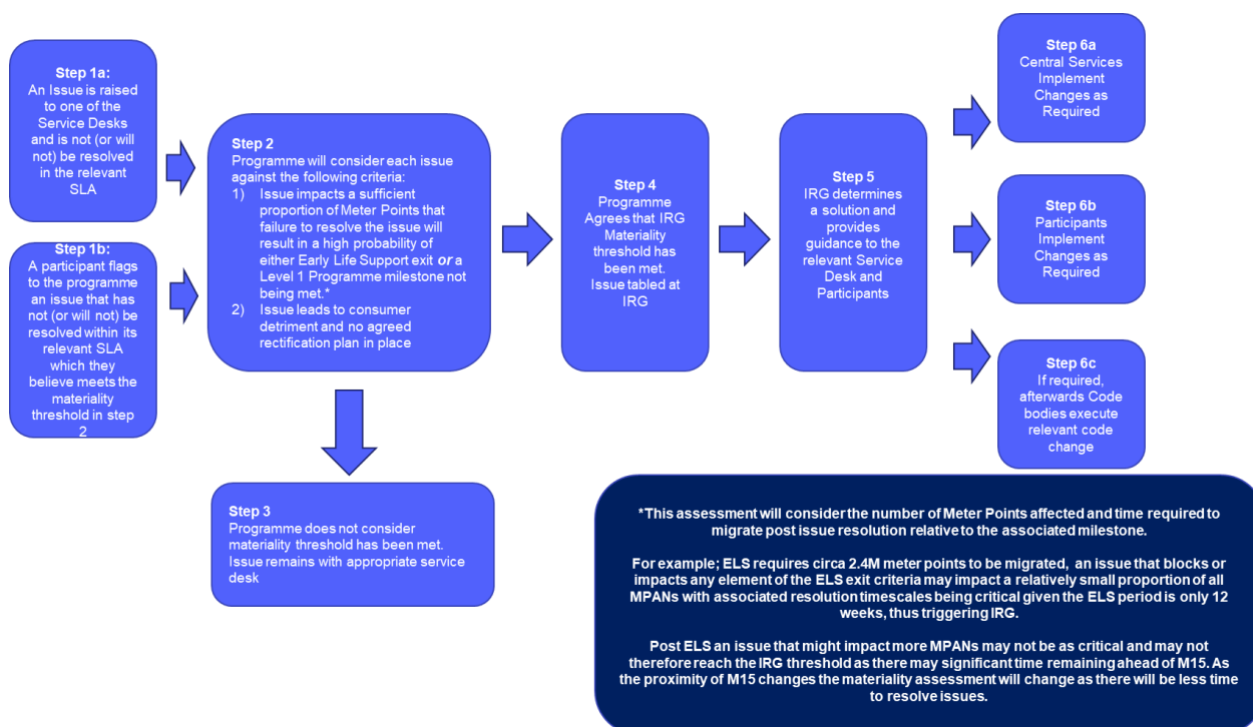 Step 1a:
An Issue is raised
to one of the
Service Desks
and is not (or will
not) be resolved
in the relevant
SLA
Step 1b:
A participant flags
to the programme
an issue that has
not (or will not) be
resolved within its
relevant SLA
which they
believe meets the
materiality
threshold in step
2
Step 2
Programme will consider each issue
against the following criteria:
1) Issue impacts a sufficient
proportion of Meter Points that
failure to resolve the issue will
result in a high probability of
either Early Life Support exit or a
Level 1 Programme milestone not
being met.*
2) Issue leads to consumer
detriment and no agreed
rectification plan in place
Step 3
Programme does not consider
materiality threshold has been met.
Issue remains with appropriate service
desk
Step 4
Programme
Agrees that IRG
Materiality
threshold has
been met.
Issue tabled at
IRG
Step 5
IRG determines
a solution and
provides
guidance to the
relevant Service
Desk and
Participants
Step 6a
Central Services
Implement
Changes as
Required
Step 6b
Participants
Implement
Changes as
Required
Step 6c
If required,
afterwards Code
bodies execute
relevant code
change
*This assessment will consider the number of Meter Points affected and time required to
migrate post issue resolution relative to the associated milestone.
For example; ELS requires circa 2.4M meter points to be migrated, an issue that blocks or
impacts any element of the ELS exit criteria may impact a relatively small proportion of all
MPANs with associated resolution timescales being critical given the ELS period is only 12
weeks, thus triggering IRG.
Post ELS an issue that might impact more MPANs may not be as critical and may not
therefore reach the IRG threshold as there may significant time remaining ahead of M15. As
the proximity of M15 changes the materiality assessment will change as there will be less time
to resolve issues.